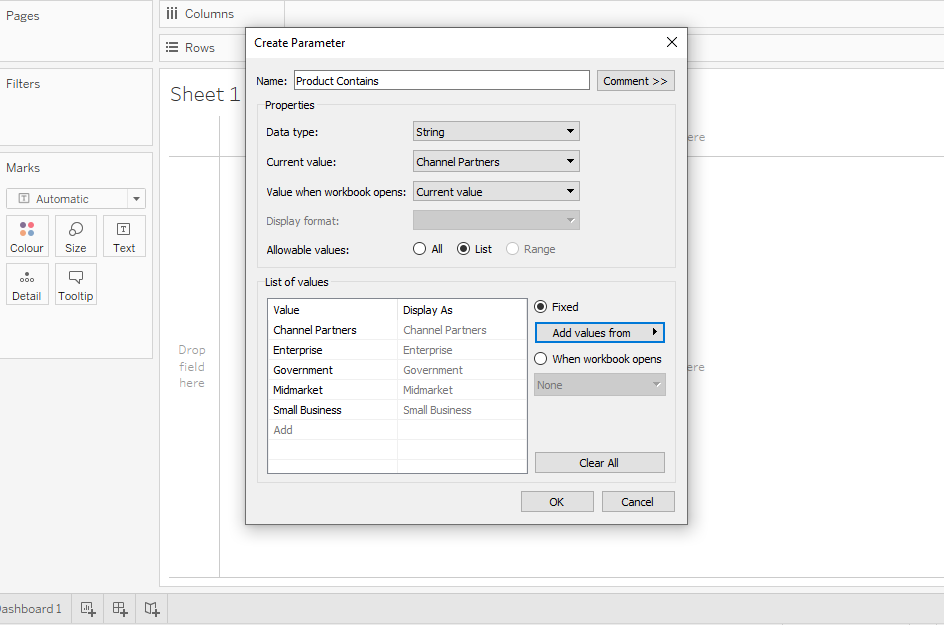 Pages
Columns
Rows
Filters
Sheet 1
Marks
Automatic
Colour
Size
Text
Detail
Tooltip
Drop
field
here
ere
ere
Create Parameter
Name: Product Contains Comment >>
Properties
Data type: String
Current value: Channel Partners
Value when workbook opens: Current value
Display format:
Allowable values: All List Range
List of values
Value Display As
Channel Partners Channel Partners
Enterprise Enterprise
Government Government
Midmarket Midmarket
Small Business Small Business
Add
Fixed
Add values from
When workbook opens
None
Clear All
OK Cancel
ashboard 1